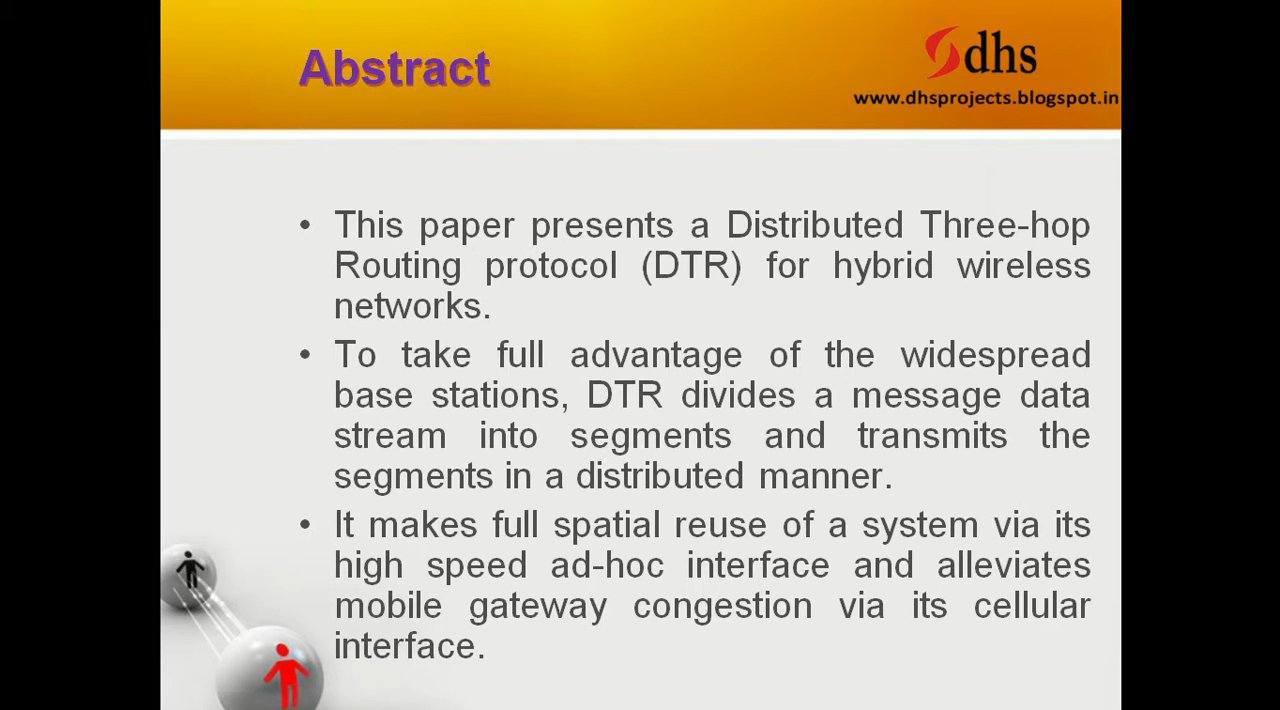 Abstract
dhs
www.dhsprojects.blogspot.in
• This paper presents a Distributed Three-hop
Routing protocol (DTR) for hybrid wireless
networks.
• To take full advantage of the widespread
base stations, DTR divides a message data
stream into segments and transmits the
segments in a distributed manner.
• It makes full spatial reuse of a system via its
high speed ad-hoc interface and alleviates
mobile gateway congestion via its cellular
interface.